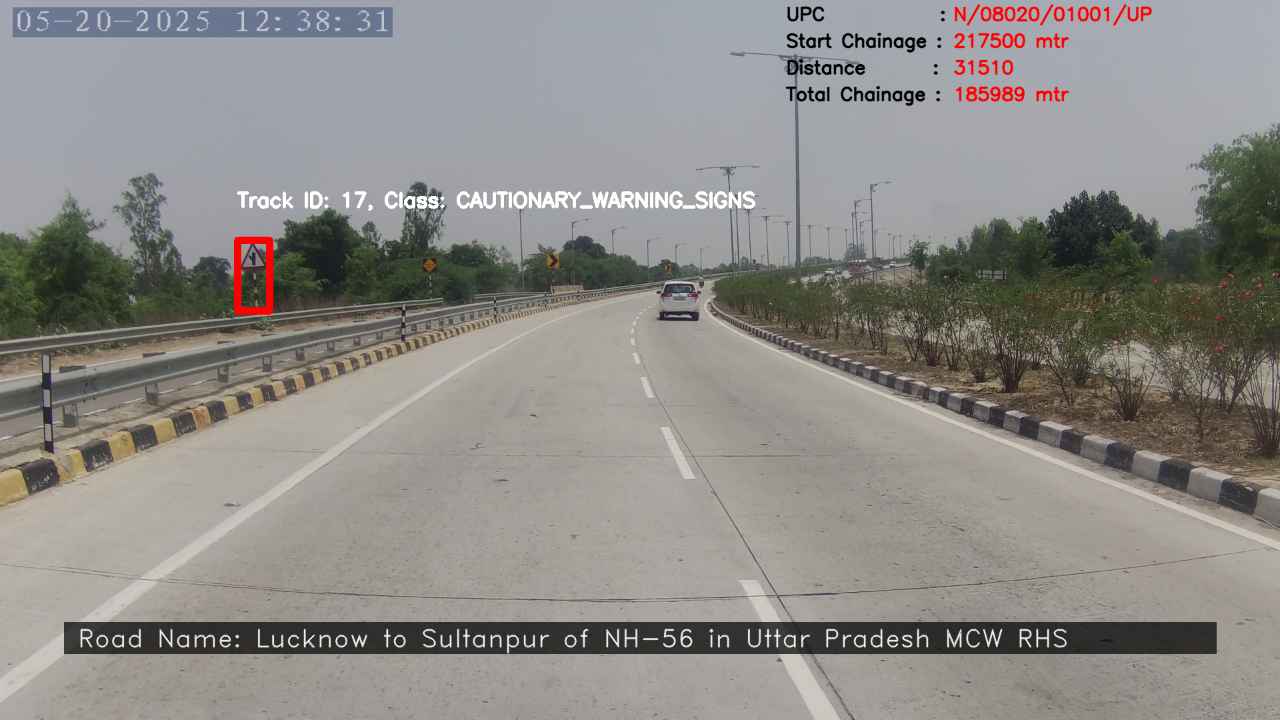 05-20-2025 12:38:31
UPC : N/08020/01001/UP
Start Chainage : 217500 mtr
Distance : 31510
Total Chainage : 185989 mtr
Track ID: 17, Class: CAUTIONARY_WARNING_SIGNS
Road Name: Lucknow to Sultanpur of NH-56 in Uttar Pradesh MCW RHS